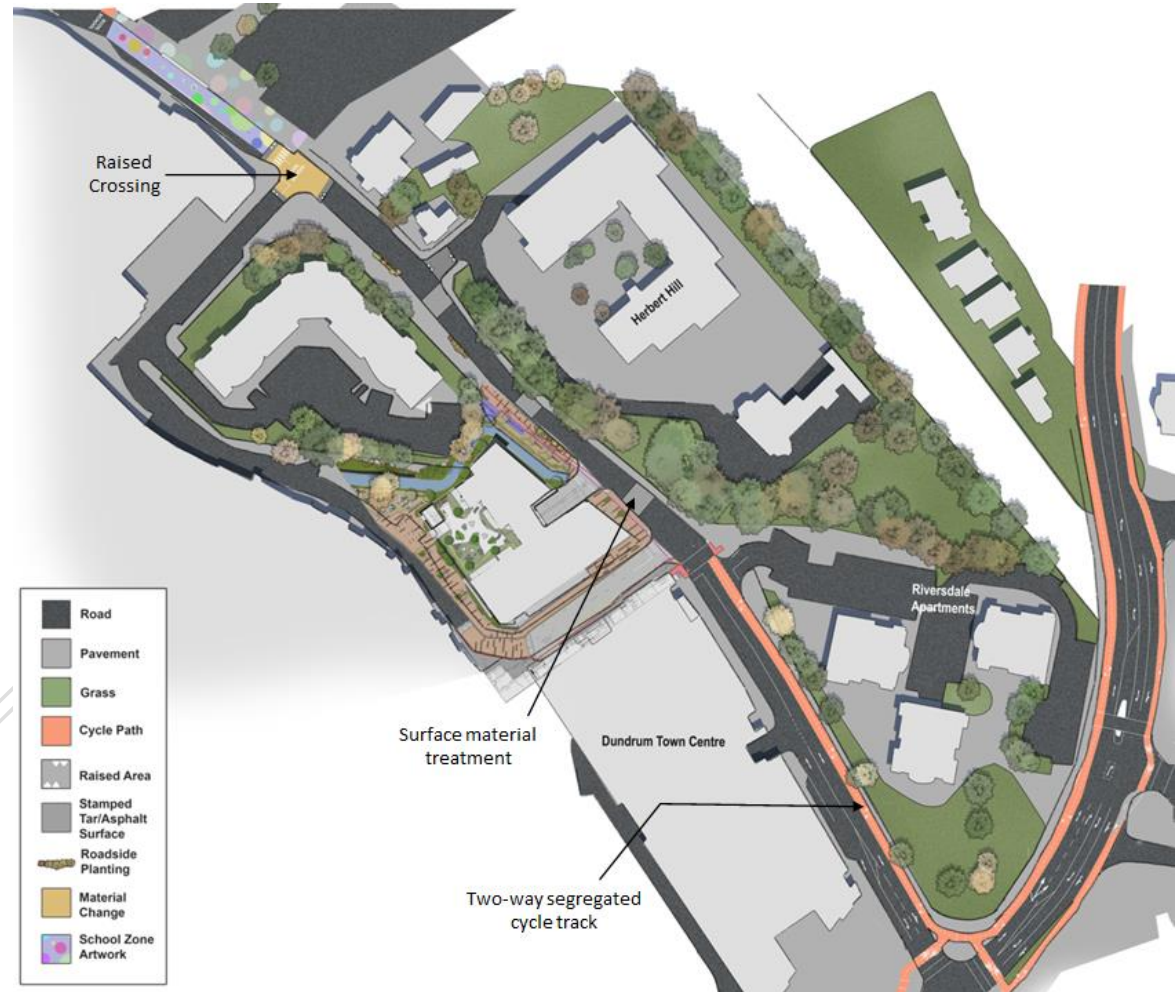 Raised
Crossing
Herbert Hill
Riversdale
Apartments
Surface material
treatment
Dundrum Town Centre
Two-way segregated
cycle track
Road
Pavement
Grass
Cycle Path
Raised Area
Stamped
Tar/Asphalt
Surface
Roadside
Planting
Material
Change
School Zone
Artwork